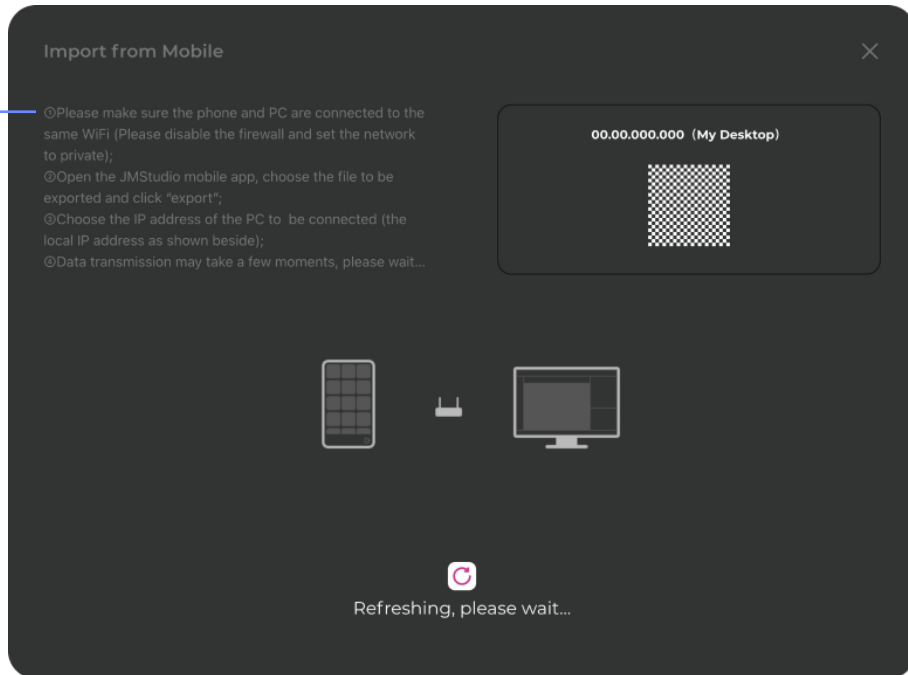 Import from Mobile
①Please make sure the phone and PC are connected to the
same WiFi (Please disable the firewall and set the network
to private);
②Open the JMStudio mobile app, choose the file to be
exported and click “export“;
③Choose the IP address of the PC to  be connected (the
local IP address as shown beside);
④Data transmission may take a few moments, please wait...
00.00.000.000（My Desktop）
Refreshing, please wait...